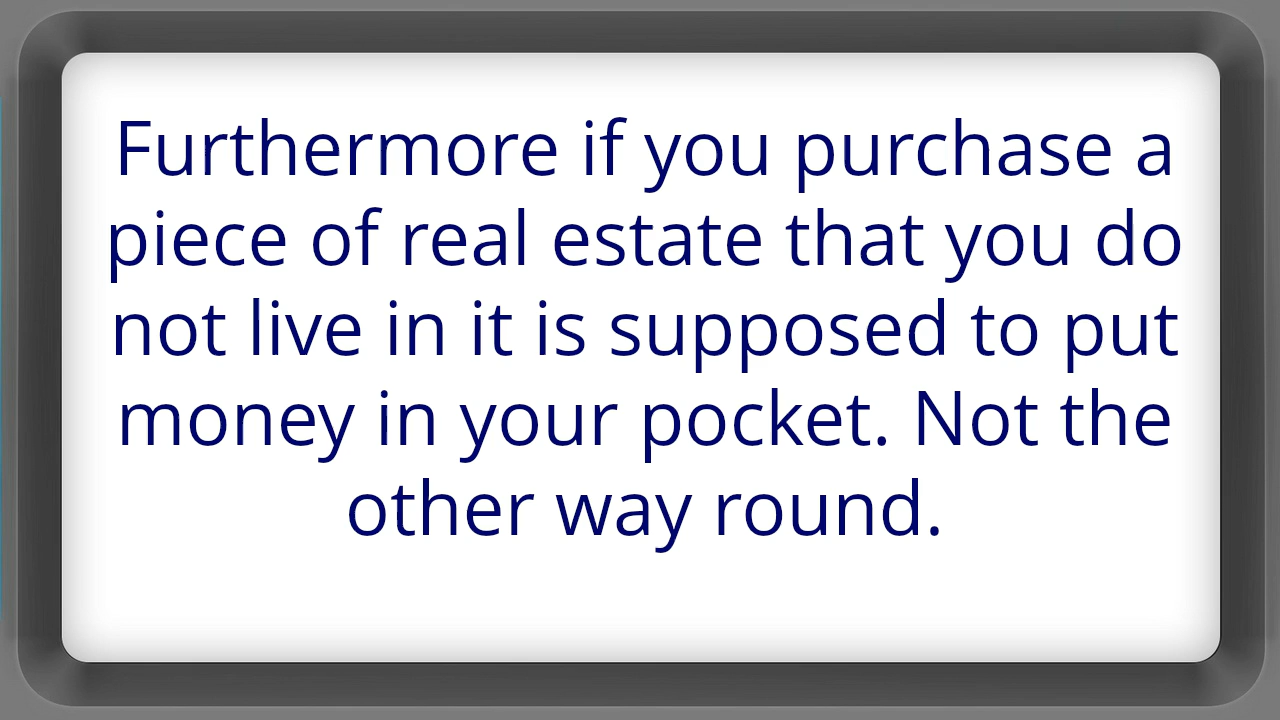 Furthermore if you purchase a
piece of real estate that you do
not live in it is supposed to put
money in your pocket. Not the
other way round.